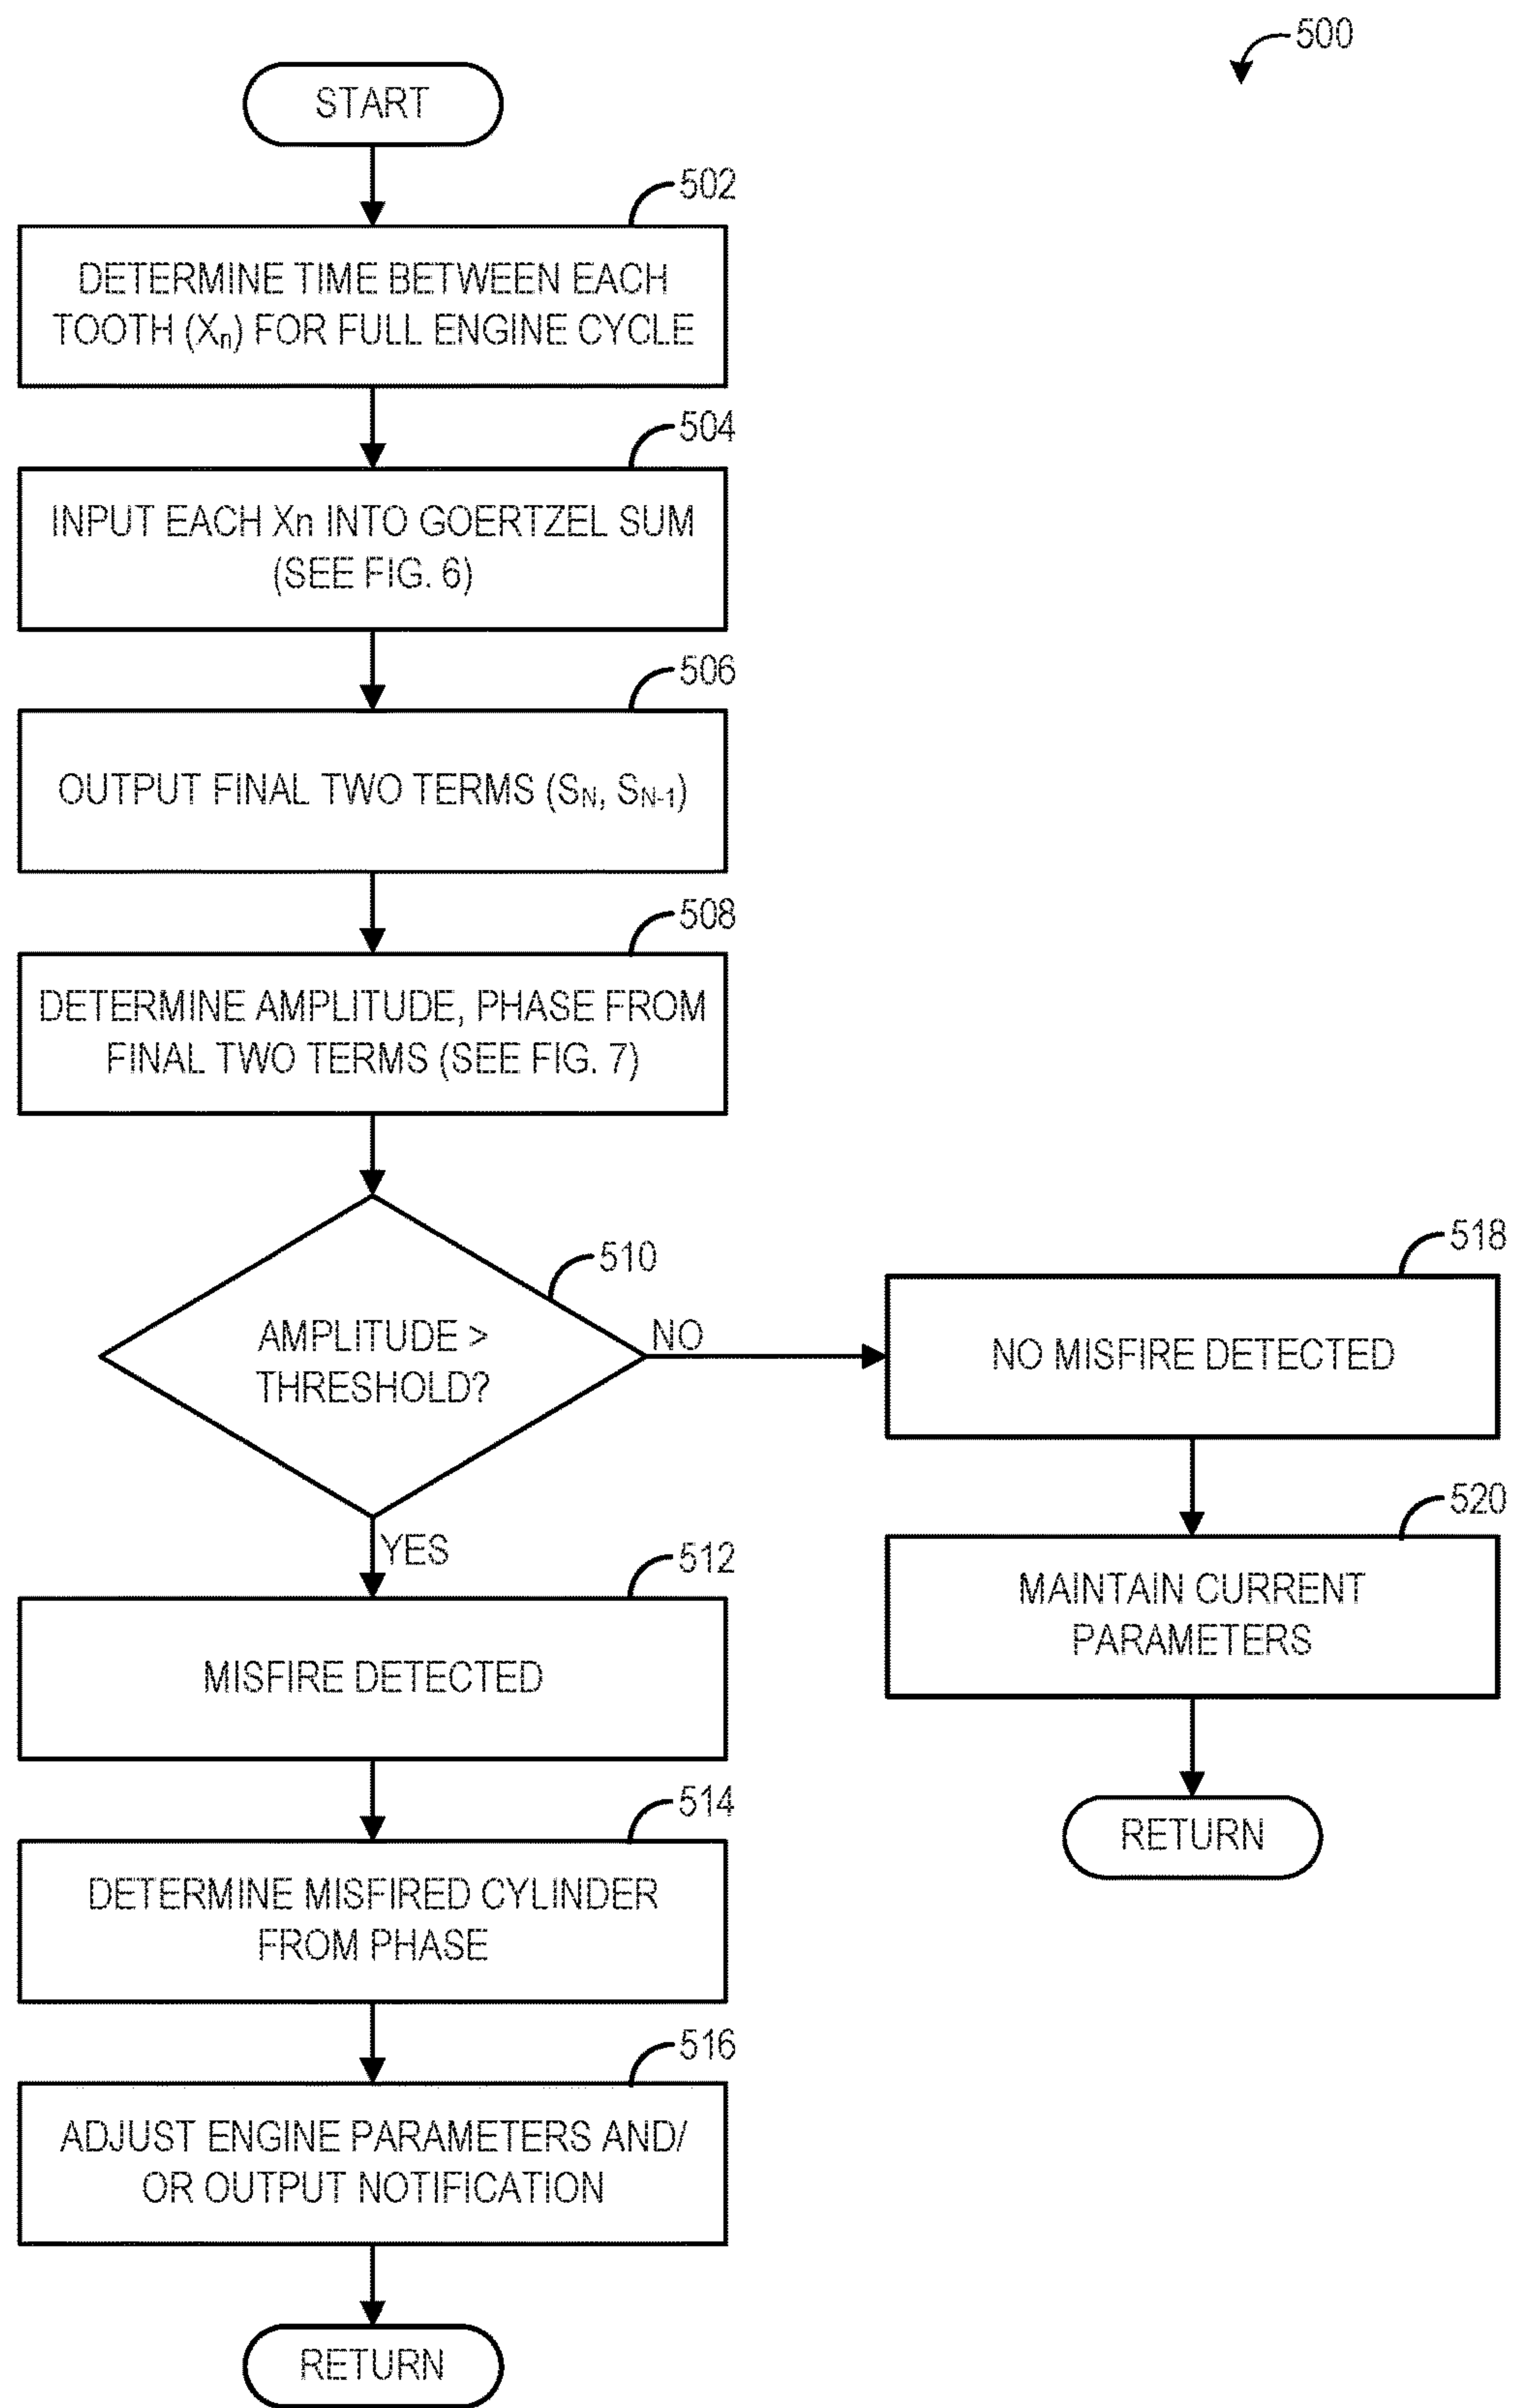 500
START
502
DETERMINE TIME BETWEEN EACH
TOOTH (Xn) FOR FULL ENGINE CYCLE
504
INPUT EACH Xn INTO GOERTZEL SUM
(SEE FIG. 6)
506
OUTPUT FINAL TWO TERMS (SN, SN-1)
508
DETERMINE AMPLITUDE, PHASE FROM
FINAL TWO TERMS (SEE FIG. 7)
510
AMPLITUDE >
THRESHOLD?
NO
518
NO MISFIRE DETECTED
520
MAINTAIN CURRENT
PARAMETERS
RETURN
YES
512
MISFIRE DETECTED
514
DETERMINE MISFIRED CYLINDER
FROM PHASE
516
ADJUST ENGINE PARAMETERS AND/
OR OUTPUT NOTIFICATION
RETURN